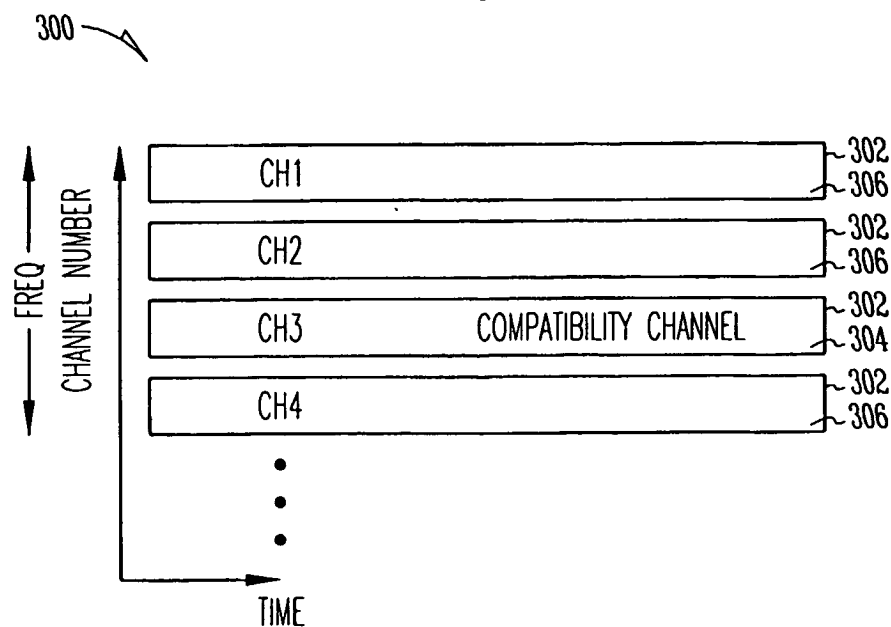 300
CH1
302
306
CH2
302
306
CH3 COMPATIBILITY CHANNEL
302
304
CH4
302
306
FREQ
CHANNEL NUMBER
TIME